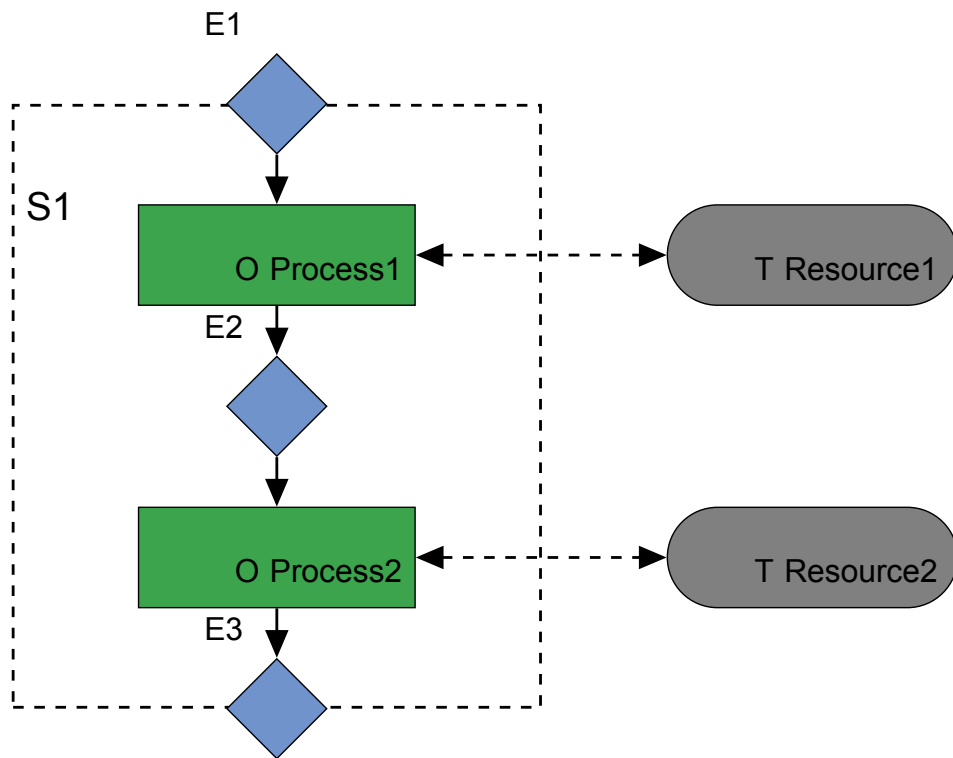 E1
S1
O Process1
T Resource1
E2
O Process2
T Resource2
E3